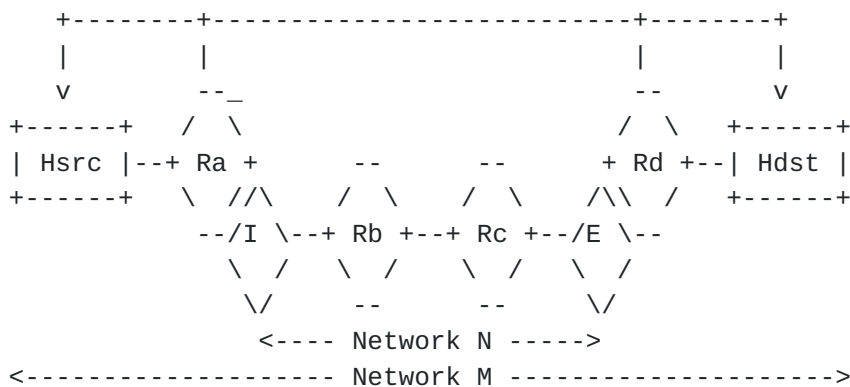 Hsrc Ra Rd Hdst
I Rb Rc E
Network N
Network M